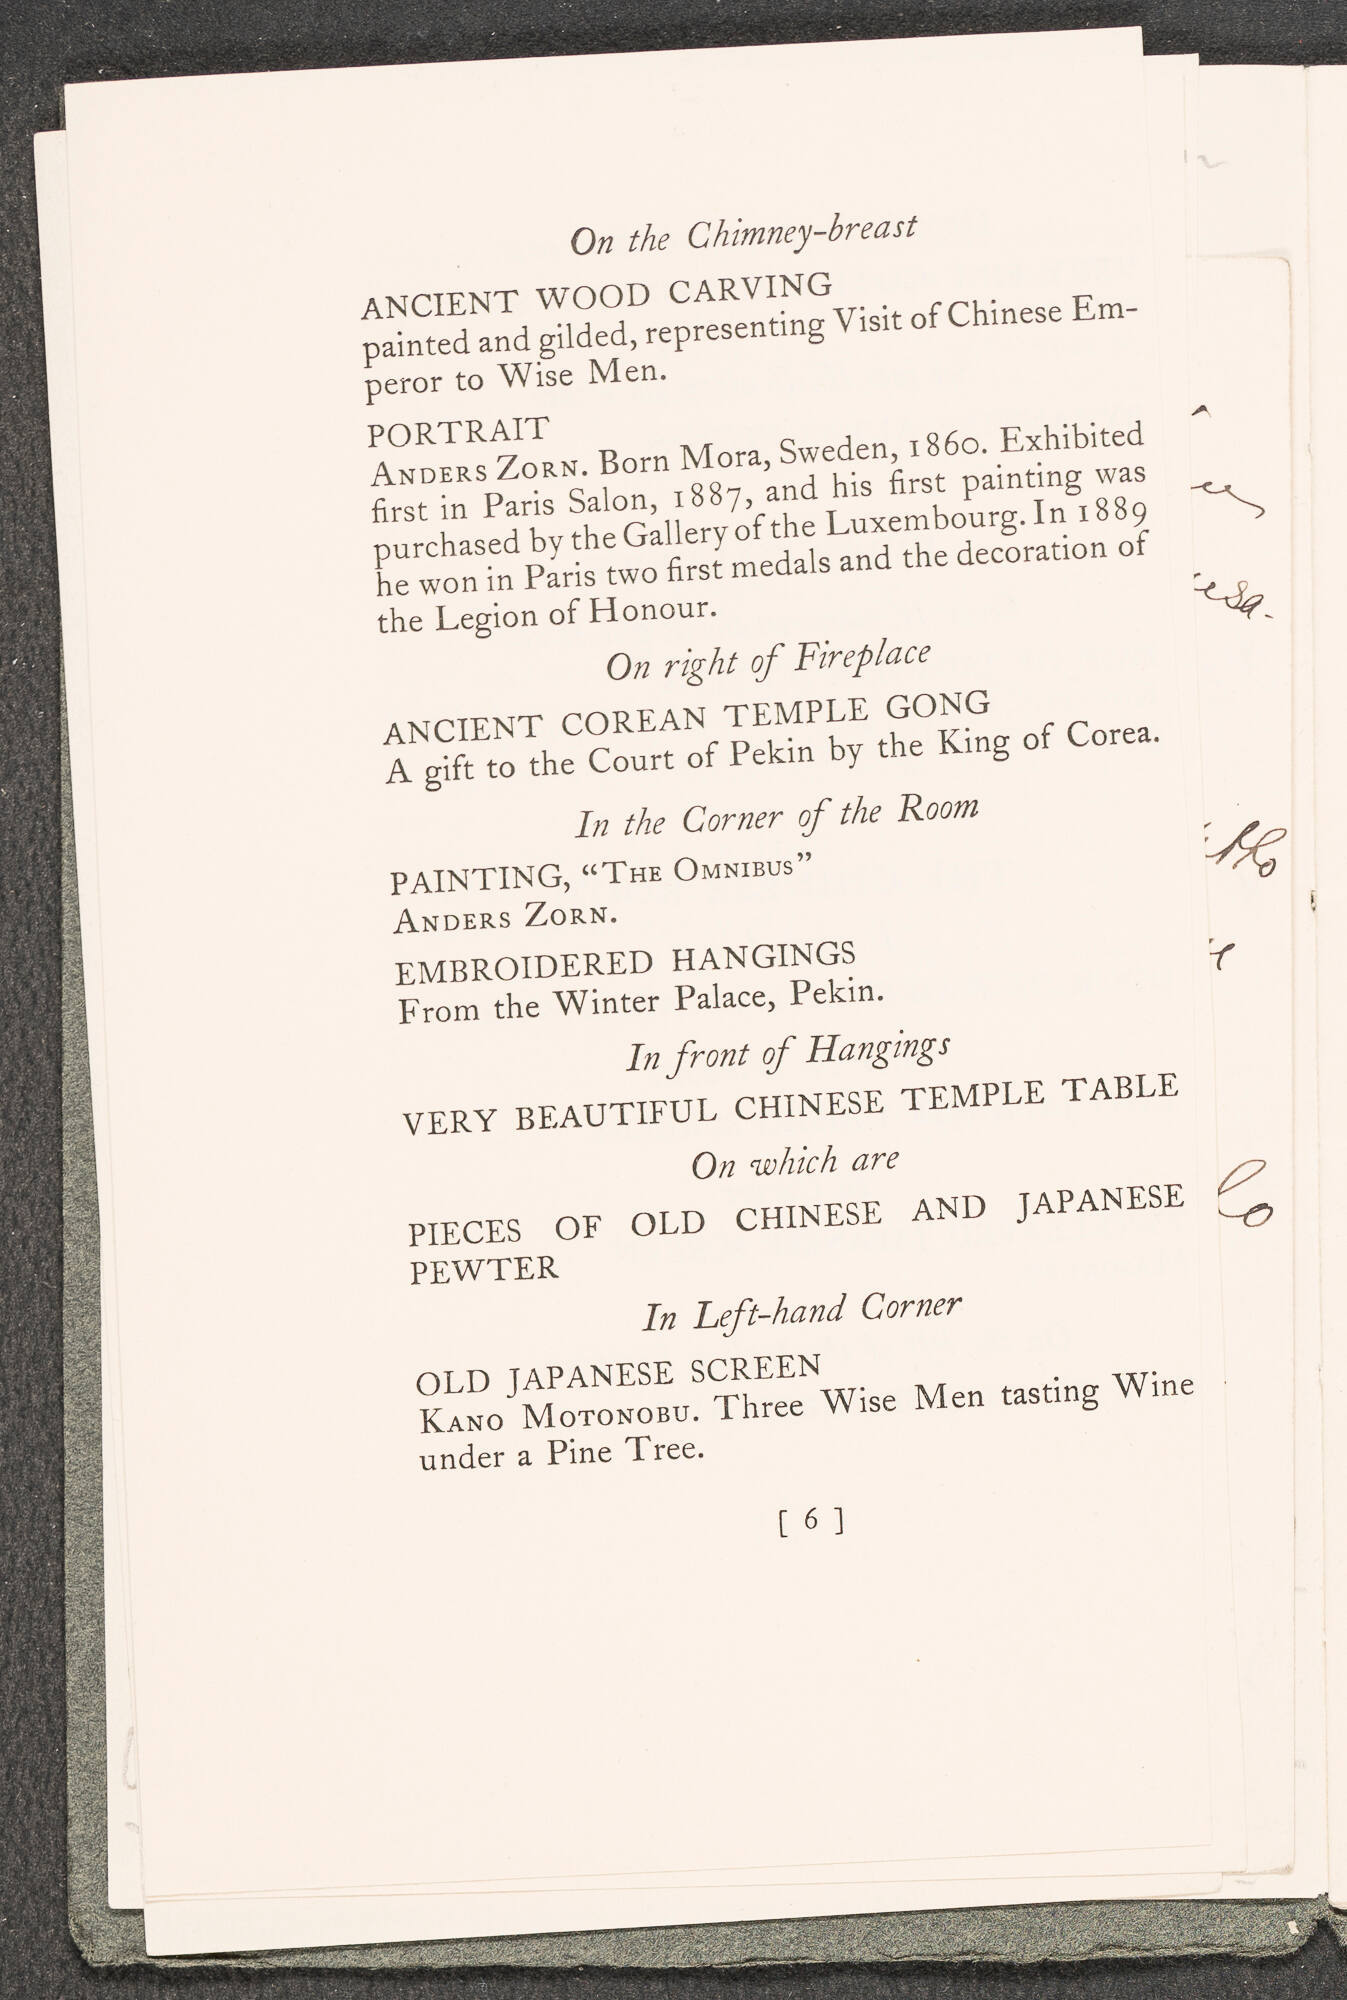 On the Chimney-breast
ANCIENT WOOD CARVING
painted and gilded, representing Visit of Chinese Em-
peror to Wise Men.
PORTRAIT
ANDERS ZORN. Born Mora, Sweden, 1860. Exhibited
first in Paris Salon, 1887, and his first painting was
purchased by the Gallery of the Luxembourg. In 1889
he won in Paris two first medals and the decoration of
the Legion of Honour.
On right of Fireplace
ANCIENT COREAN TEMPLE GONG
A gift to the Court of Pekin by the King of Corea.
In the Corner of the Room
PAINTING, “THE OMNIBUS”
ANDERS ZORN.
EMBROIDERED HANGINGS
From the Winter Palace, Pekin.
In front of Hangings
VERY BEAUTIFUL CHINESE TEMPLE TABLE
On which are
PIECES OF OLD CHINESE AND JAPANESE
PEWTER
In Left-hand Corner
OLD JAPANESE SCREEN
KANO MOTONOBU. Three Wise Men tasting Wine
under a Pine Tree.
[ 6 ]